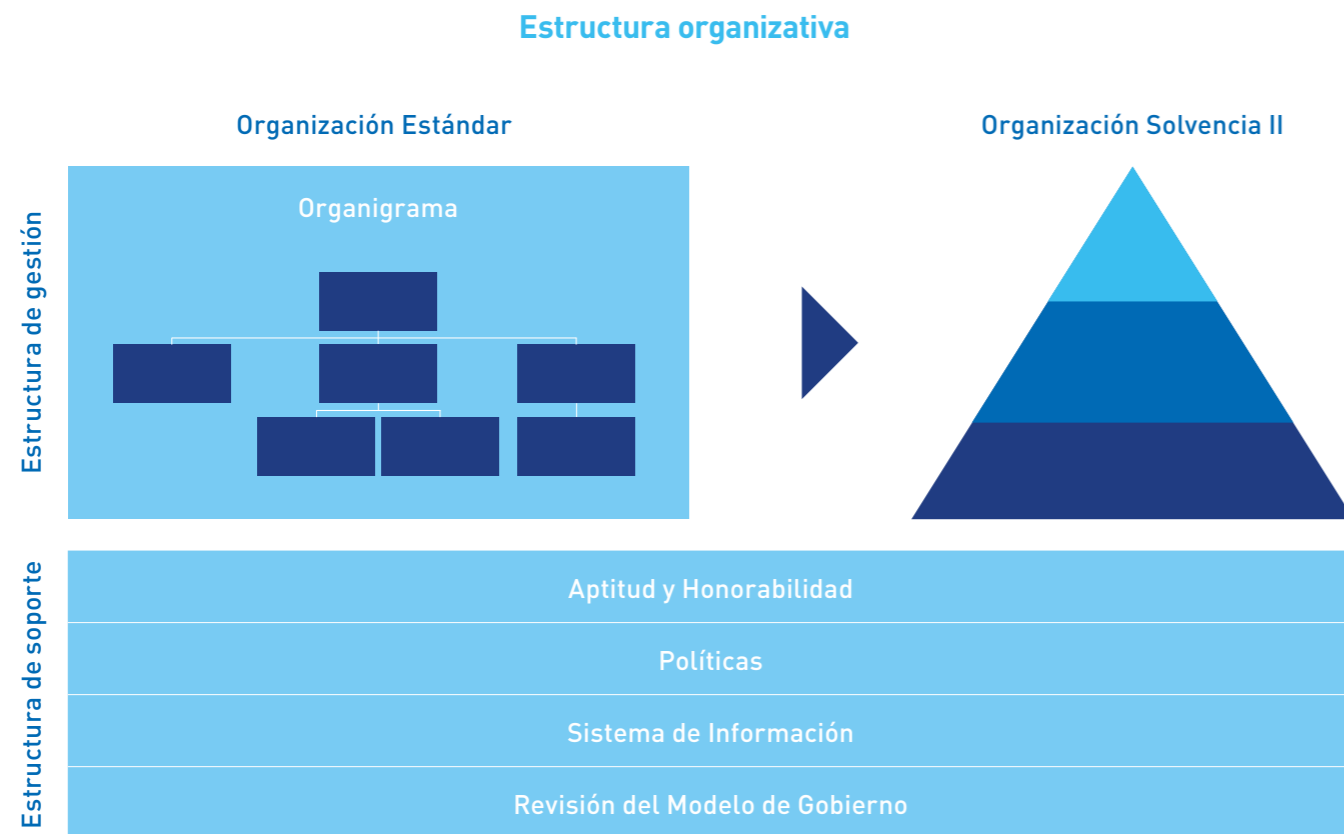 Estructura organizativa
Organización Estándar
Organización Solvencia II
Estructura de gestión
Organigrama
Estructura de soporte
Aptitud y Honorabilidad
Políticas
Sistema de Información
Revisión del Modelo de Gobierno